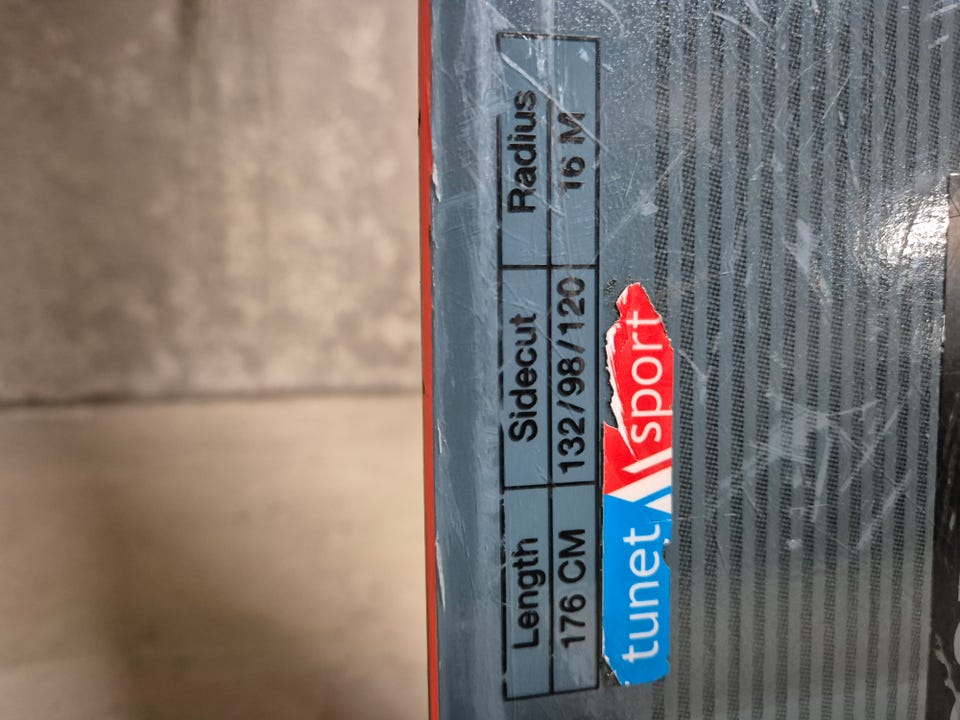 Length Sidecut Radius
176 CM 132/98/120 16 M
tunet sport